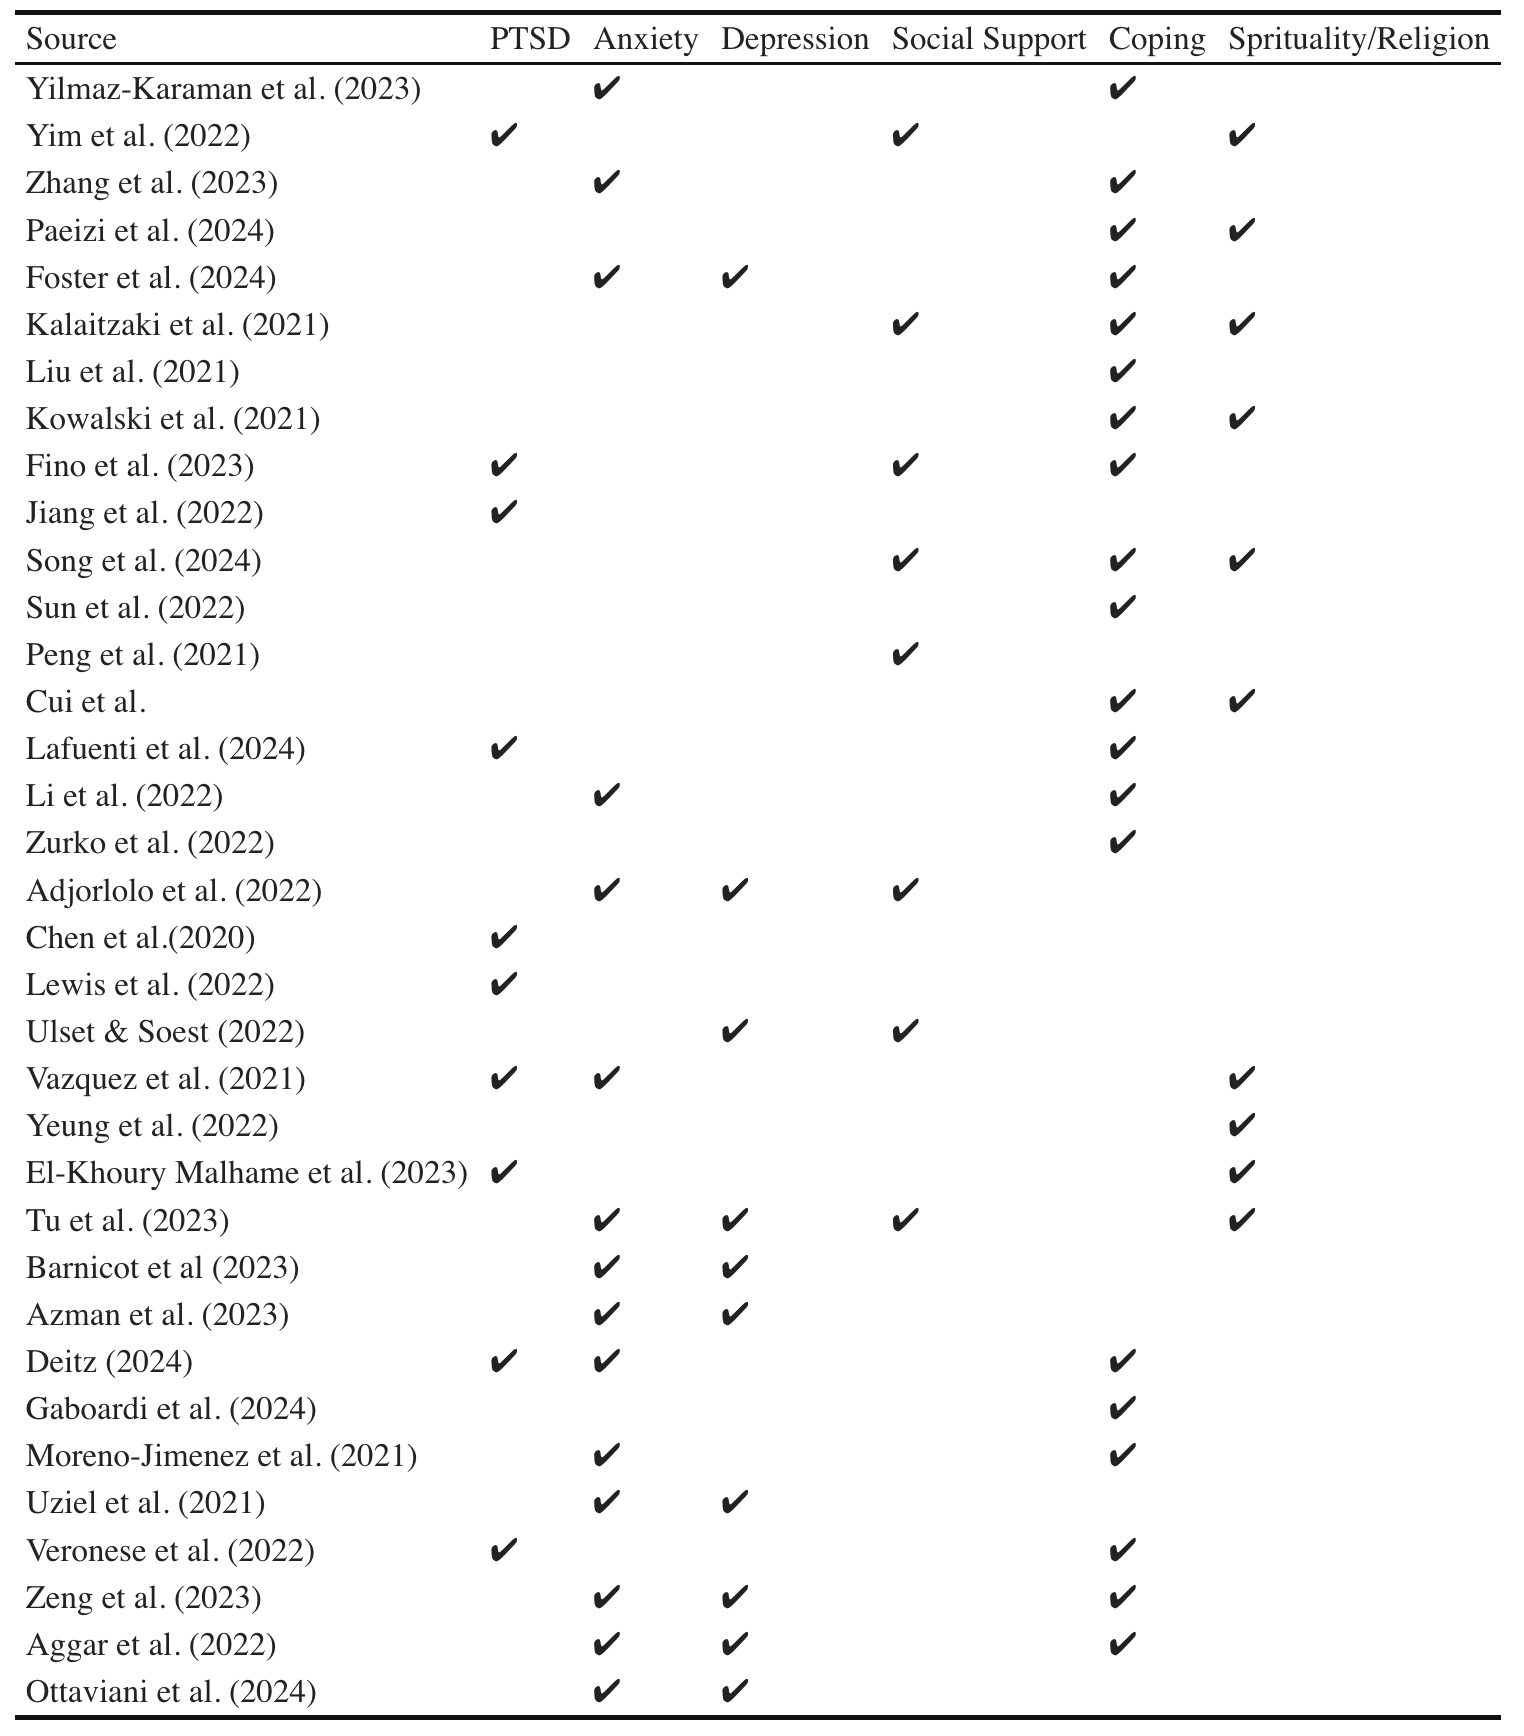 Source PTSD Anxiety Depression Social Support Coping Sprituality/Religion
Yilmaz-Karaman et al. (2023) ✔ ✔
Yim et al. (2022) ✔ ✔ ✔
Zhang et al. (2023) ✔ ✔
Paeizi et al. (2024) ✔ ✔
Foster et al. (2024) ✔ ✔ ✔
Kalaitzaki et al. (2021) ✔ ✔ ✔
Liu et al. (2021) ✔
Kowalski et al. (2021) ✔ ✔
Fino et al. (2023) ✔ ✔ ✔
Jiang et al. (2022) ✔
Song et al. (2024) ✔ ✔ ✔
Sun et al. (2022) ✔
Peng et al. (2021) ✔
Cui et al. ✔ ✔
Lafuenti et al. (2024) ✔ ✔
Li et al. (2022) ✔ ✔
Zurko et al. (2022) ✔
Adjorlolo et al. (2022) ✔ ✔ ✔
Chen et al.(2020) ✔
Lewis et al. (2022) ✔
Ulset & Soest (2022) ✔ ✔
Vazquez et al. (2021) ✔ ✔ ✔
Yeung et al. (2022) ✔
El-Khoury Malhame et al. (2023) ✔ ✔
Tu et al. (2023) ✔ ✔ ✔ ✔
Barnicot et al (2023) ✔ ✔
Azman et al. (2023) ✔ ✔
Deitz (2024) ✔ ✔ ✔
Gaboardi et al. (2024) ✔
Moreno-Jimenez et al. (2021) ✔ ✔
Uziel et al. (2021) ✔ ✔
Veronese et al. (2022) ✔ ✔
Zeng et al. (2023) ✔ ✔ ✔
Aggar et al. (2022) ✔ ✔ ✔
Ottaviani et al. (2024) ✔ ✔